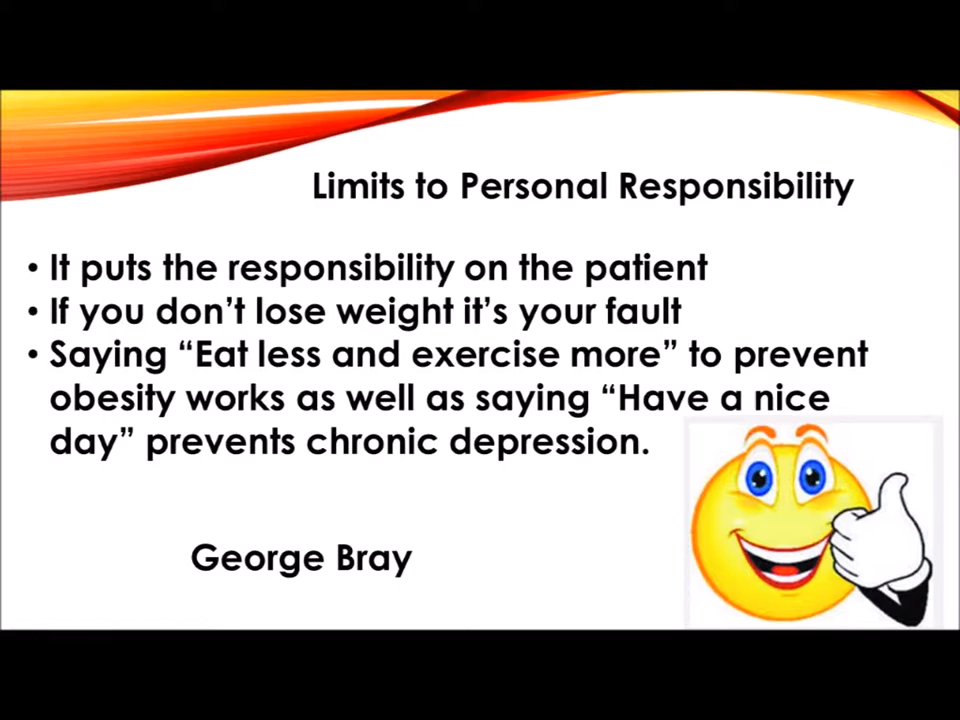 Limits to Personal Responsibility
• It puts the responsibility on the patient
• If you don’t lose weight it’s your fault
• Saying “Eat less and exercise more” to prevent
obesity works as well as saying “Have a nice
day” prevents chronic depression.
George Bray